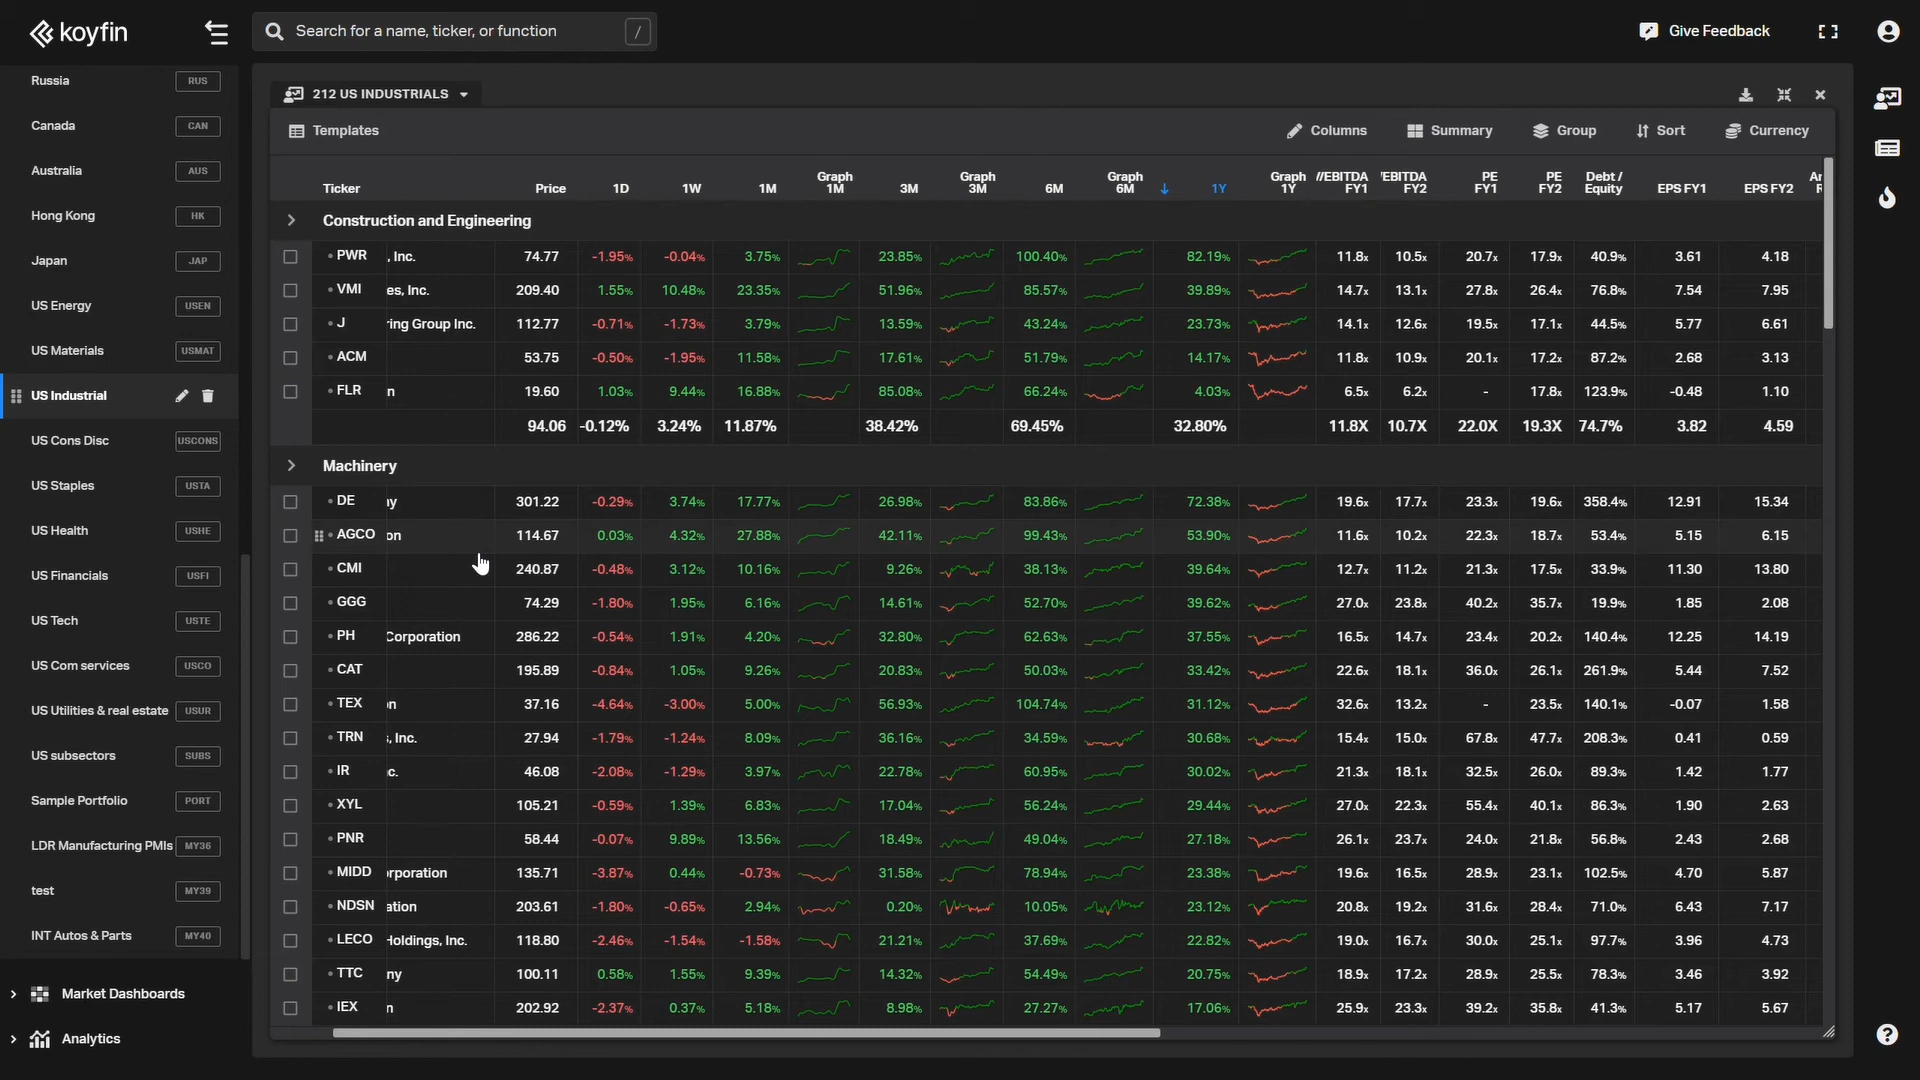 koyfin
Search for a name, ticker, or function /
Give Feedback
Russia RUS
Canada CAN
Australia AUS
Hong Kong HK
Japan JAP
US Energy USEN
US Materials USMAT
US Industrial
US Cons Disc USCONS
US Staples USTA
US Health USHE
US Financials USFI
US Tech USTE
US Com services USCO
US Utilities & real estate USUR
US subsectors SUBS
Sample Portfolio PORT
LDR Manufacturing PMIs MY36
test MY39
INT Autos & Parts MY40
Market Dashboards
Analytics
212 US INDUSTRIALS
Templates
Columns Summary Group Sort Currency
Ticker Price 1D 1W 1M Graph 1M 3M Graph 3M 6M Graph 6M 1Y Graph 1Y /EBITDA FY1 /EBITDA FY2 PE FY1 PE FY2 Debt / Equity EPS FY1 EPS FY2
Construction and Engineering
PWR , Inc. 74.77 -1.95% -0.04% 3.75% 23.85% 100.40% 82.19% 11.8x 10.5x 20.7x 17.9x 40.9% 3.61 4.18
VMI es, Inc. 209.40 1.55% 10.48% 23.35% 51.96% 85.57% 39.89% 14.7x 13.1x 27.8x 26.4x 76.8% 7.54 7.95
J ring Group Inc. 112.77 -0.71% -1.73% 3.79% 13.59% 43.24% 23.73% 14.1x 12.6x 19.5x 17.1x 44.5% 5.77 6.61
ACM 53.75 -0.50% -1.95% 11.58% 17.61% 51.79% 14.17% 11.8x 10.9x 20.1x 17.2x 87.2% 2.68 3.13
FLR n 19.60 1.03% 9.44% 16.88% 85.08% 66.24% 4.03% 6.5x 6.2x - 17.8x 123.9% -0.48 1.10
94.06 -0.12% 3.24% 11.87% 38.42% 69.45% 32.80% 11.8X 10.7X 22.0X 19.3X 74.7% 3.82 4.59
Machinery
DE ny 301.22 -0.29% 3.74% 17.77% 26.98% 83.86% 72.38% 19.6x 17.7x 23.3x 19.6x 358.4% 12.91 15.34
AGCO on 114.67 0.03% 4.32% 27.88% 42.11% 99.43% 53.90% 11.6x 10.2x 22.3x 18.7x 53.4% 5.15 6.15
CMI 240.87 -0.48% 3.12% 10.16% 9.26% 38.13% 39.64% 12.7x 11.2x 21.3x 17.5x 33.9% 11.30 13.80
GGG 74.29 -1.80% 1.95% 6.16% 14.61% 52.70% 39.62% 27.0x 23.8x 40.2x 35.7x 19.9% 1.85 2.08
PH Corporation 286.22 -0.54% 1.91% 4.20% 32.80% 62.63% 37.55% 16.5x 14.7x 23.4x 20.2x 140.4% 12.25 14.19
CAT 195.89 -0.84% 1.05% 9.26% 20.83% 50.03% 33.42% 22.6x 18.1x 36.0x 26.1x 261.9% 5.44 7.52
TEX on 37.16 -4.64% -3.00% 5.00% 56.93% 104.74% 31.12% 32.6x 13.2x - 23.5x 140.1% -0.07 1.58
TRN s, Inc. 27.94 -1.79% -1.24% 8.09% 36.16% 34.59% 30.68% 15.4x 15.0x 67.8x 47.7x 208.3% 0.41 0.59
IR c. 46.08 -2.08% -1.29% 3.97% 22.78% 60.95% 30.02% 21.3x 18.1x 32.5x 26.0x 89.3% 1.42 1.77
XYL 105.21 -0.59% 1.39% 6.83% 17.04% 56.24% 29.44% 27.0x 22.3x 55.4x 40.1x 86.3% 1.90 2.63
PNR 58.44 -0.07% 9.89% 13.56% 18.49% 49.04% 27.18% 26.1x 23.7x 24.0x 21.8x 56.8% 2.43 2.68
MIDD orporation 135.71 -3.87% 0.44% -0.73% 31.58% 78.94% 23.38% 19.6x 16.5x 28.9x 23.1x 102.5% 4.70 5.87
NDSN ation 203.61 -1.80% -0.65% 2.94% 0.20% 10.05% 23.12% 20.8x 19.2x 31.6x 28.4x 71.0% 6.43 7.17
LECO Holdings, Inc. 118.80 -2.46% -1.54% -1.58% 21.21% 37.69% 22.82% 19.0x 16.7x 30.0x 25.1x 97.7% 3.96 4.73
TTC ny 100.11 0.58% 1.55% 9.39% 14.32% 54.49% 20.75% 18.9x 17.2x 28.9x 25.5x 78.3% 3.46 3.92
IEX n 202.92 -2.37% 0.37% 5.18% 8.98% 27.27% 17.06% 25.9x 23.3x 39.2x 35.8x 41.3% 5.17 5.67